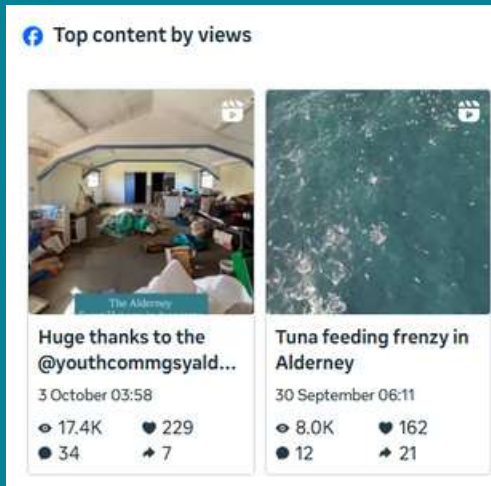 Top content by views
The Alderney
Huge thanks to the
@youthcommgsyald...
3 October 03:58
17.4K 229
34 7
Tuna feeding frenzy in
Alderney
30 September 06:11
8.0K 162
12 21